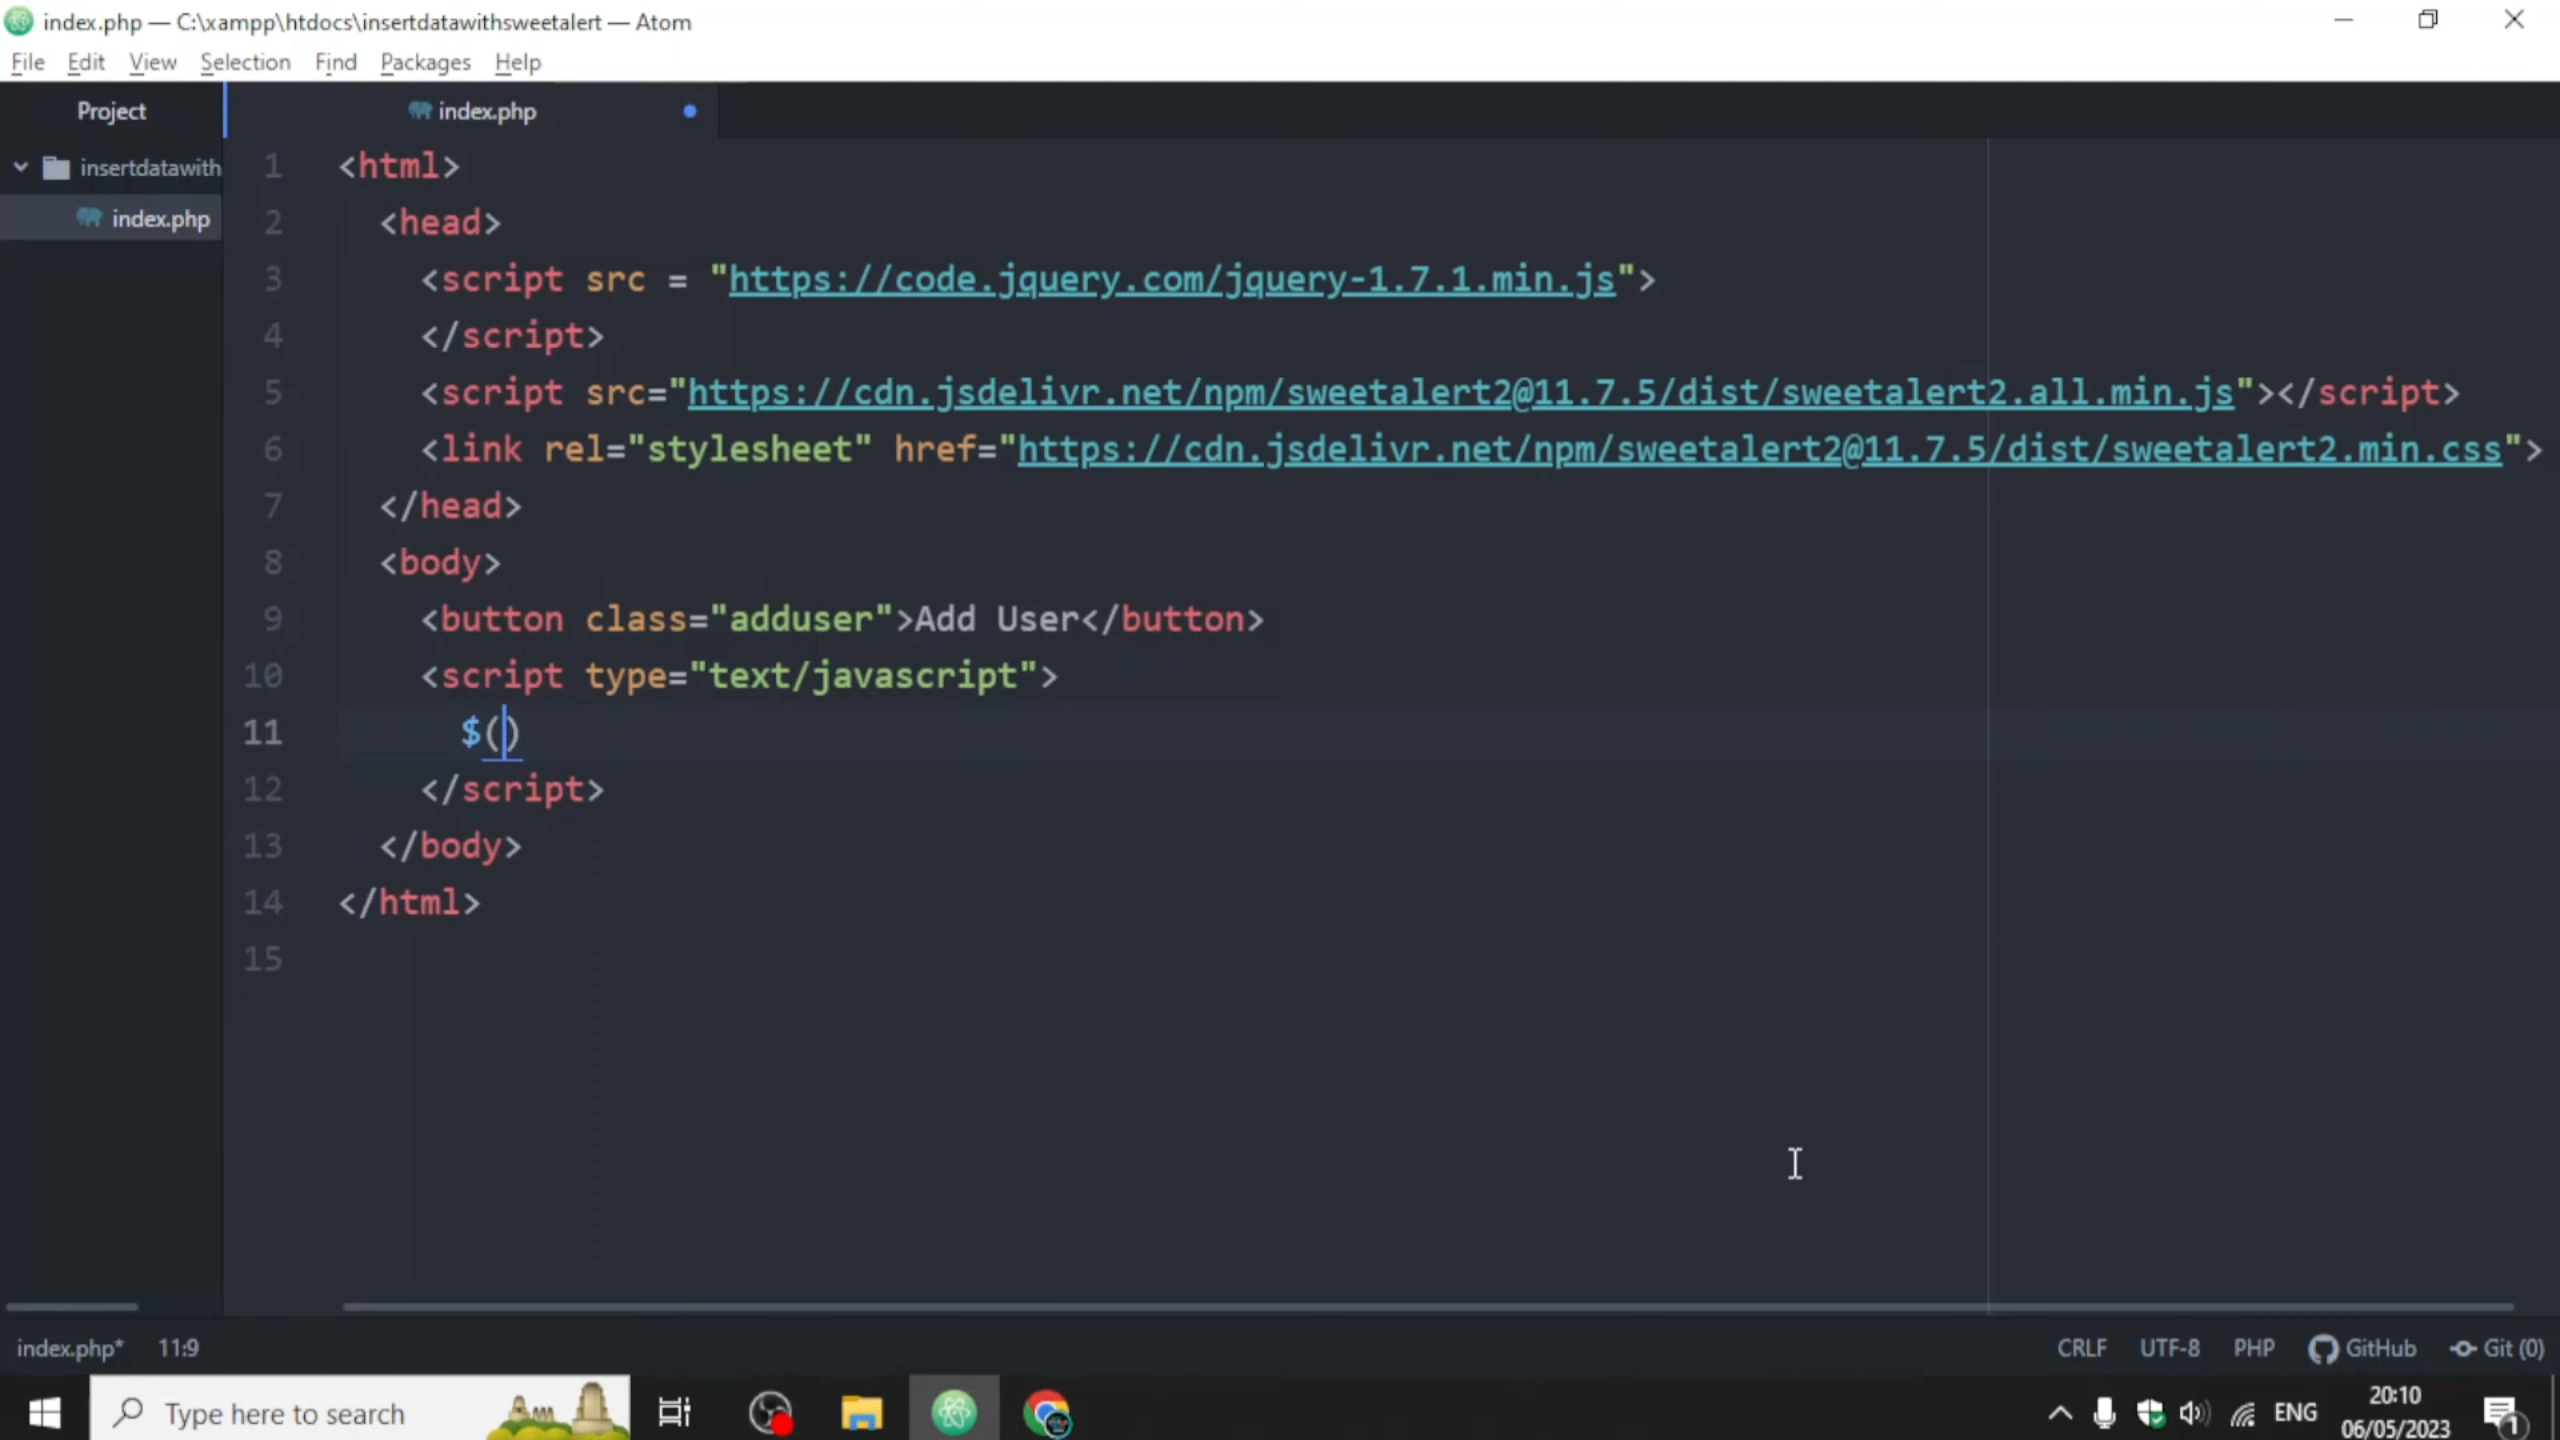 index.php — C:\xampp\htdocs\insertdatawithsweetalert — Atom
File Edit View Selection Find Packages Help
Project
index.php
insertdatawith
index.php
1 <html>
2 <head>
3 <script src = "https://code.jquery.com/jquery-1.7.1.min.js">
4 </script>
5 <script src="https://cdn.jsdelivr.net/npm/sweetalert2@11.7.5/dist/sweetalert2.all.min.js"></script>
6 <link rel="stylesheet" href="https://cdn.jsdelivr.net/npm/sweetalert2@11.7.5/dist/sweetalert2.min.css">
7 </head>
8 <body>
9 <button class="adduser">Add User</button>
10 <script type="text/javascript">
11 $()
12 </script>
13 </body>
14 </html>
15
index.php* 11:9 CRLF UTF-8 PHP GitHub Git (0)
Type here to search
ENG
20:10
06/05/2023
1